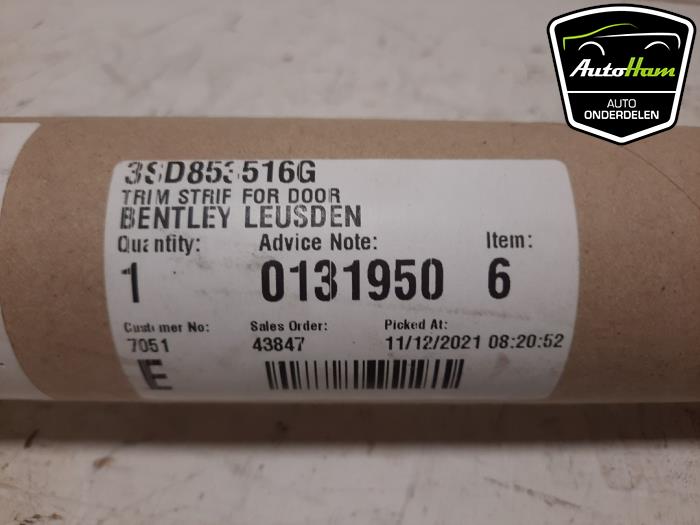 AutoHam
AUTO
ONDERDELEN
3SD853516G
TRIM STRIP FOR DOOR
BENTLEY LEUSDEN
Quantity: Advice Note: Item:
1 0131950 6
Customer No: Sales Order: Picked At:
7051 43847 11/12/2021 08:20:52
E